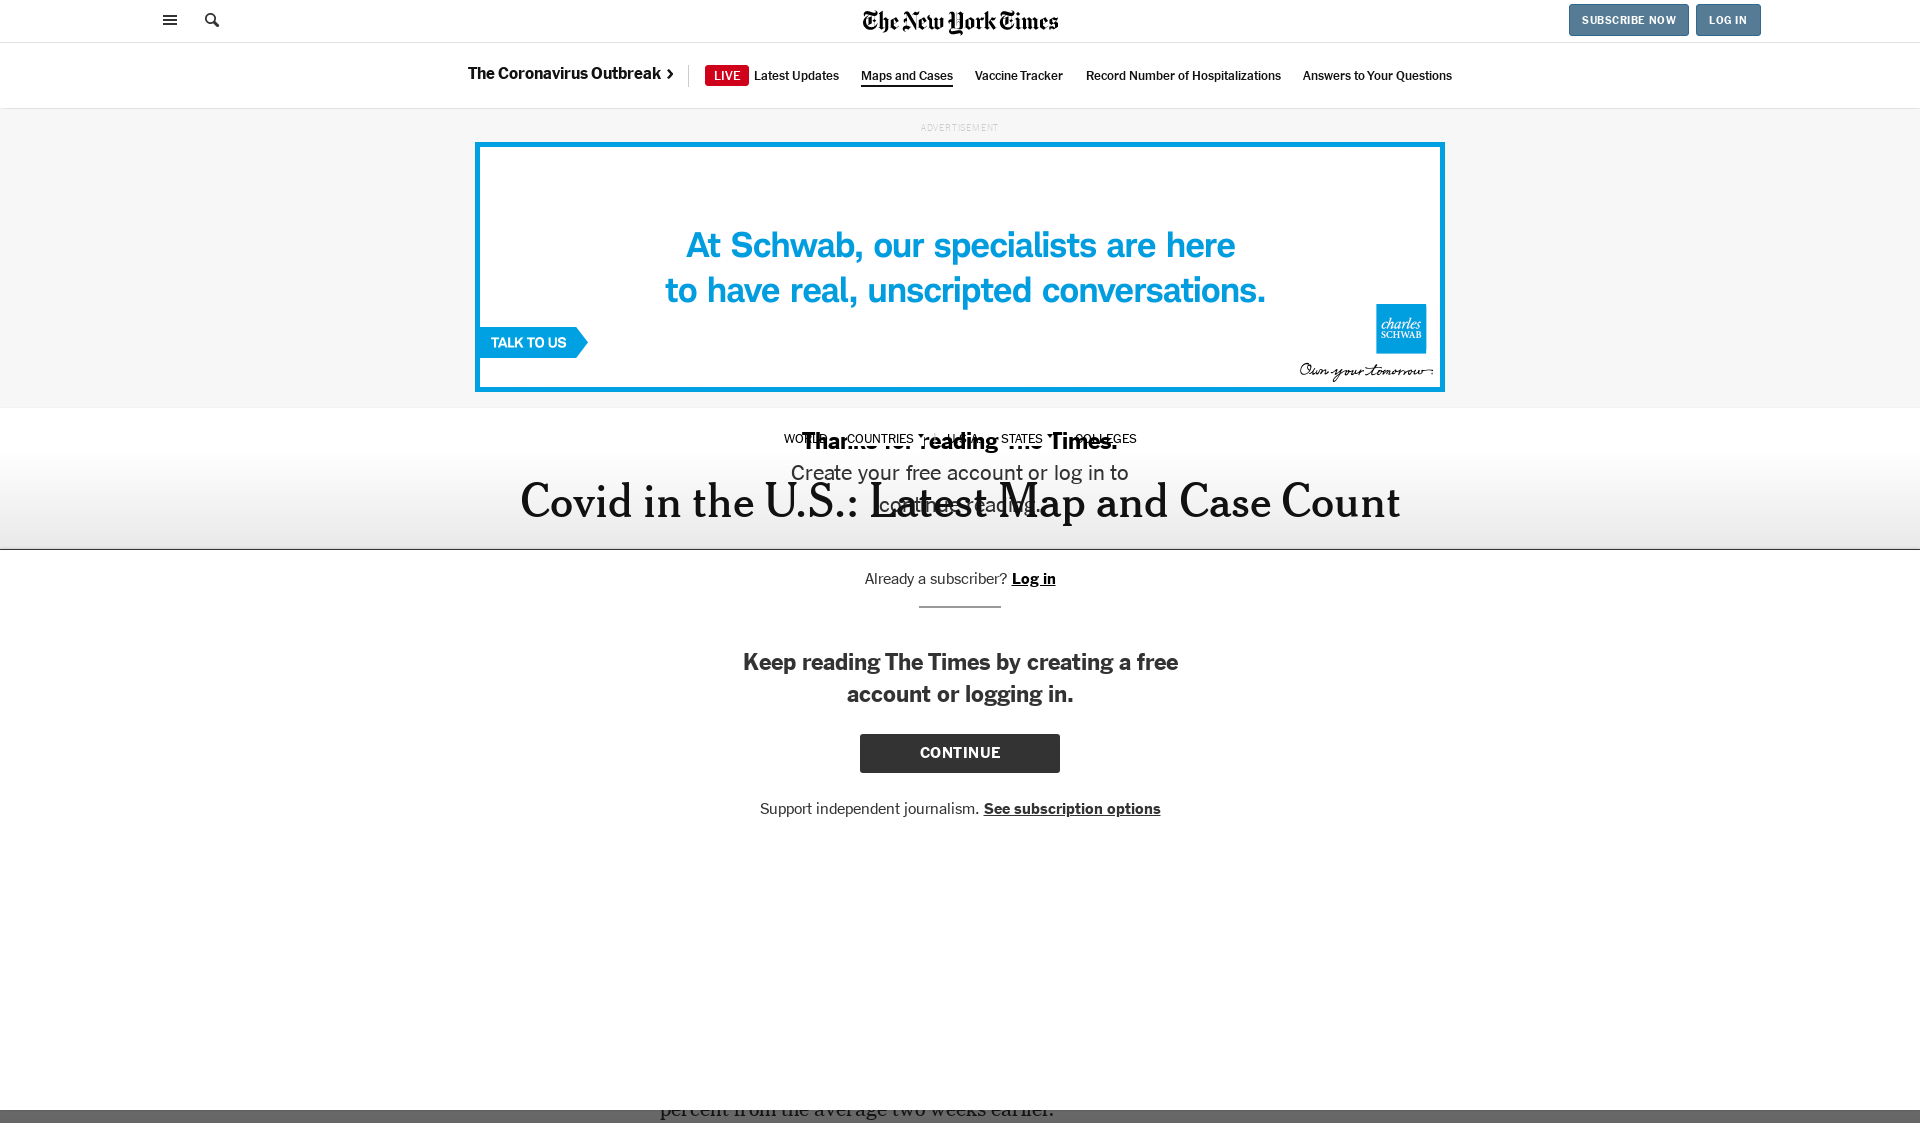 The New York Times
SUBSCRIBE NOW
LOG IN
The Coronavirus Outbreak
LIVE Latest Updates
Maps and Cases
Vaccine Tracker
Record Number of Hospitalizations
Answers to Your Questions
ADVERTISEMENT
At Schwab, our specialists are here
to have real, unscripted conversations.
TALK TO US
charles
SCHWAB
Own your tomorrow
WORLD COUNTRIES U.S.A. STATES COLLEGES
Thanks for reading The Times.
Create your free account or log in to
continue reading.
Covid in the U.S.: Latest Map and Case Count
Already a subscriber? Log in
Keep reading The Times by creating a free
account or logging in.
CONTINUE
Support independent journalism. See subscription options
percent from the average two weeks earlier.